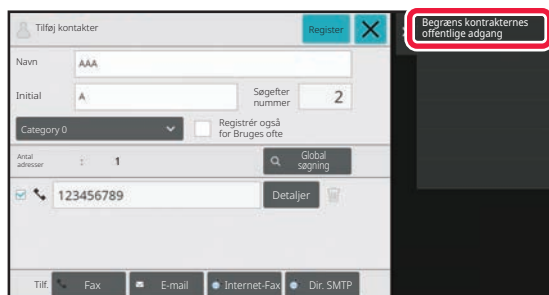 Tilføj kontakter
Register
Begræns kontrakternes
offentlige adgang
Navn
AAA
Initial
A
Søgefter
nummer
2
Category 0
Registrér også
for Bruges ofte
Antal
adresser
:
1
Global
søgning
123456789
Detaljer
Tilf.
Fax
E-mail
Internet-Fax
Dir. SMTP